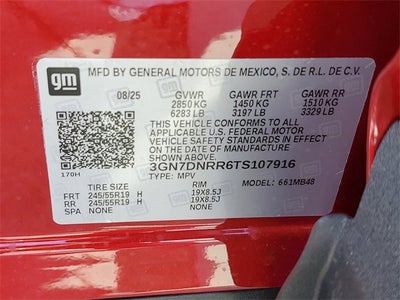 gm
MFD BY GENERAL MOTORS DE MEXICO, S. DE R.L. DE C.V.
08/25 GVWR GAWR FRT GAWR RR
2850 KG 1450 KG 1510 KG
6283 LB 3197 LB 3329 LB
THIS VEHICLE CONFORMS TO ALL
APPLICABLE U.S. FEDERAL MOTOR
VEHICLE SAFETY STANDARDS IN EFFECT ON
THE DATE OF MANUFACTURE SHOWN ABOVE.
3GN7DNRR6TS107916
170H TYPE: MPV MODEL: 661MB48
TIRE SIZE RIM
FRT 245/55R19 H 19X8.5J
RR 245/55R19 H 19X8.5J
SPA NONE NONE